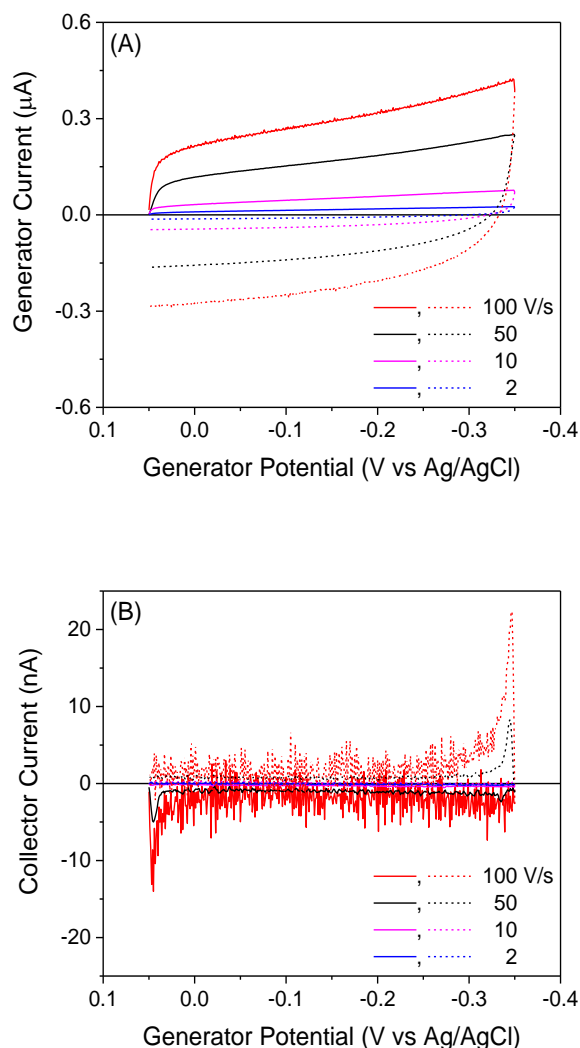 (A)
Generator Current (μA)
0.6
0.3
0.0
-0.3
-0.6
, 100 V/s
, 50
, 10
, 2
0.1 0.0 -0.1 -0.2 -0.3 -0.4
Generator Potential (V vs Ag/AgCl)
(B)
Collector Current (nA)
20
10
0
-10
-20
, 100 V/s
, 50
, 10
, 2
0.1 0.0 -0.1 -0.2 -0.3 -0.4
Generator Potential (V vs Ag/AgCl)